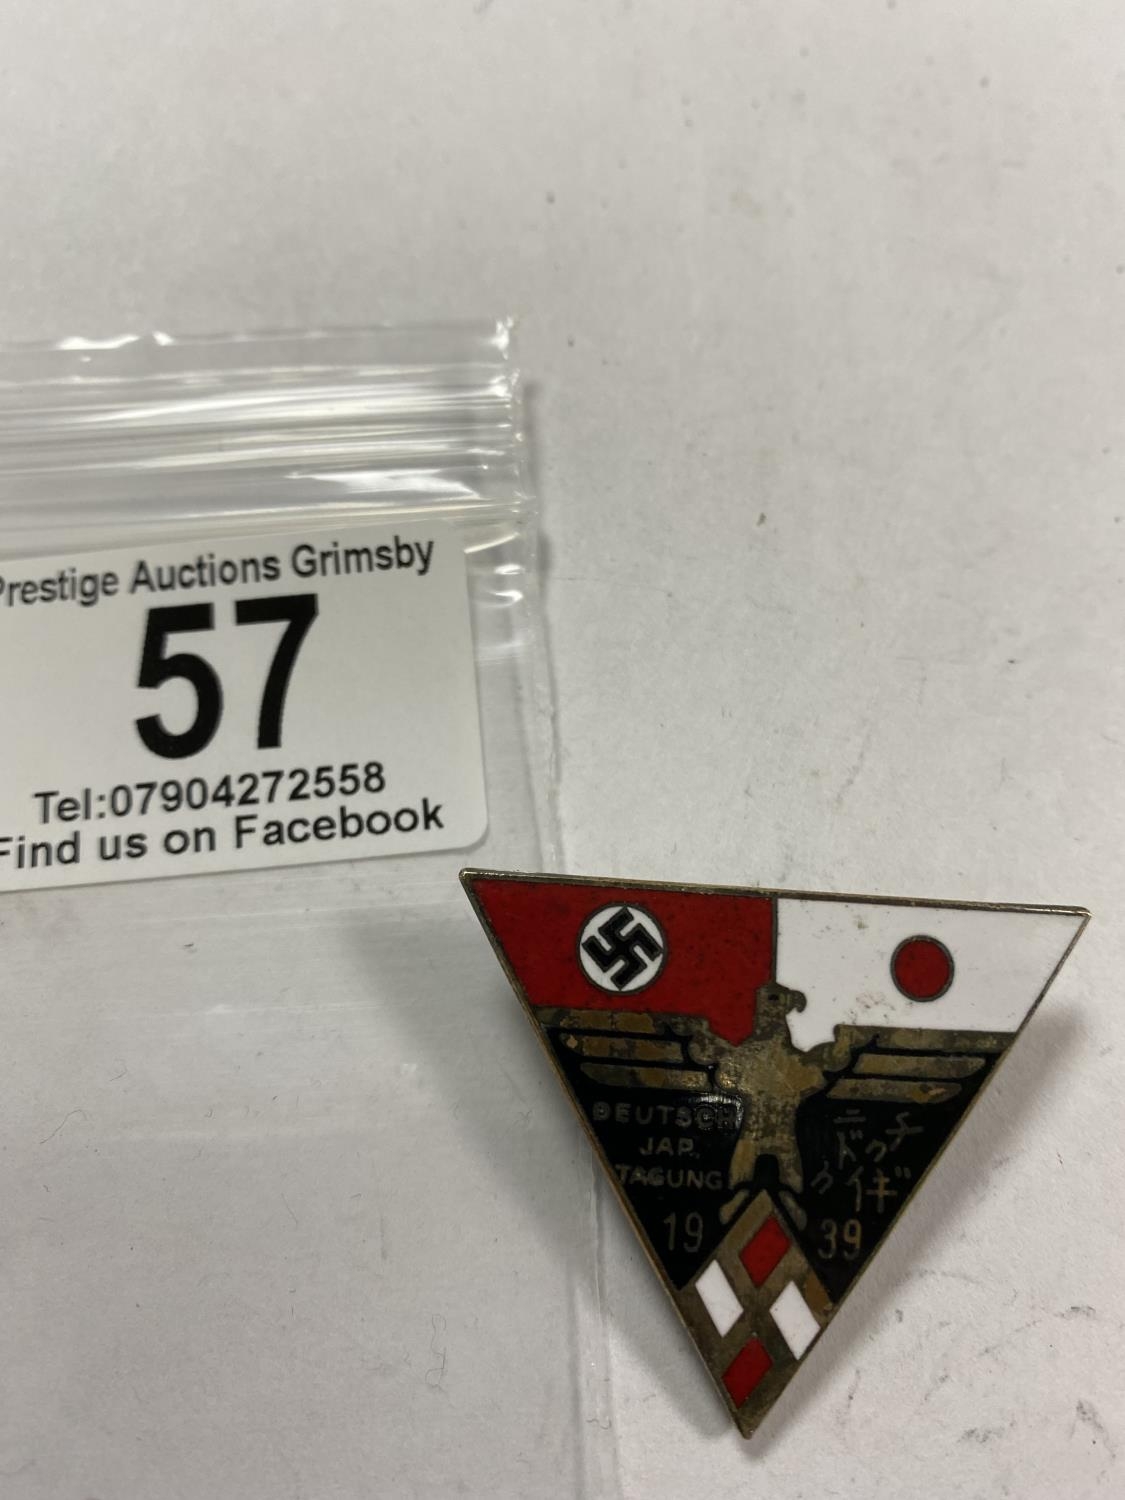 Prestige Auctions Grimsby
57
Tel:07904272558
Find us on Facebook
DEUTSCH
JAP.
TAGUNG
19 39